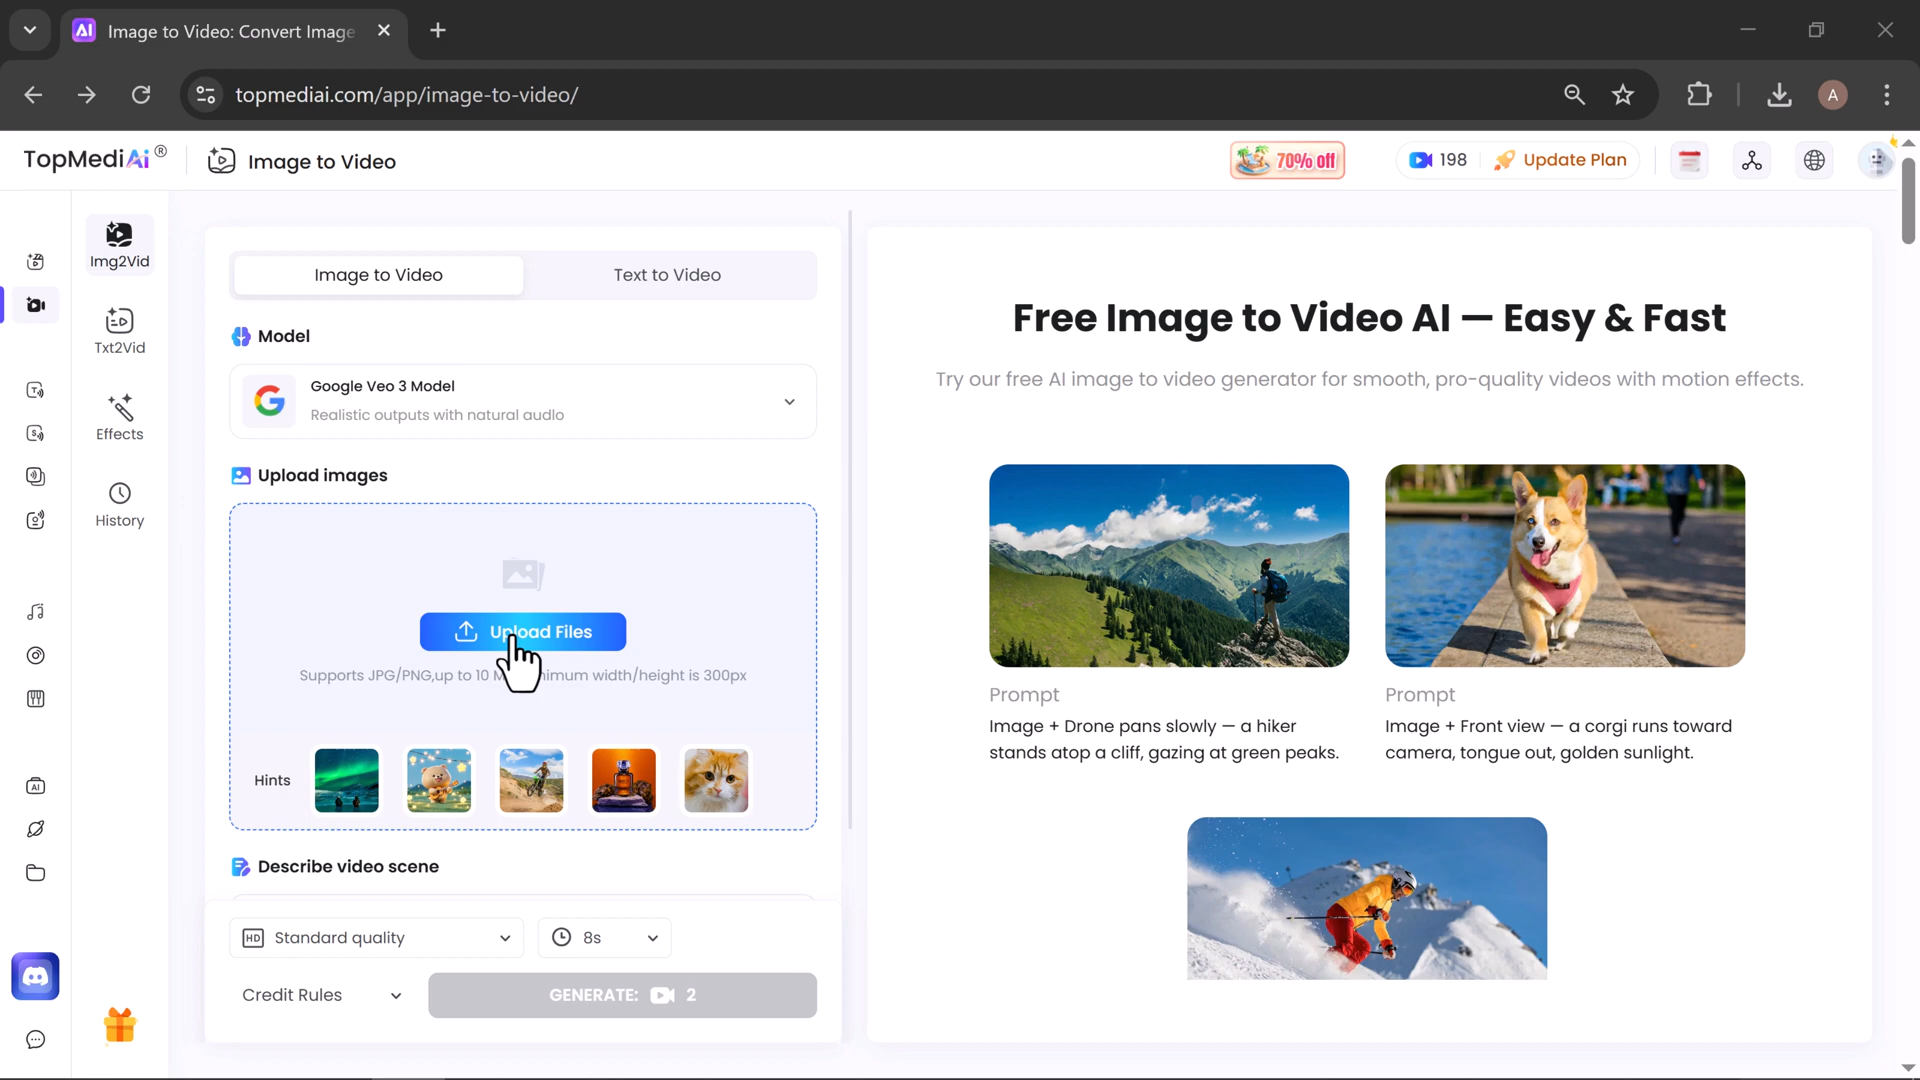 Image to Video: Convert Image
topmediai.com/app/image-to-video/
A
TopMediAi®
Image to Video
70% off
198
Update Plan
Img2Vid
Txt2Vid
Effects
History
Image to Video
Text to Video
Model
Google Veo 3 Model
Realistic outputs with natural audio
Upload images
Upload Files
Supports JPG/PNG,up to 10 width/height is 300px
Hints
Describe video scene
HD Standard quality
8s
Credit Rules
GENERATE: 2
Free Image to Video AI — Easy & Fast
Try our free AI image to video generator for smooth, pro-quality videos with motion effects.
Prompt
Image + Drone pans slowly — a hiker
stands atop a cliff, gazing at green peaks.
Prompt
Image + Front view — a corgi runs toward
camera, tongue out, golden sunlight.